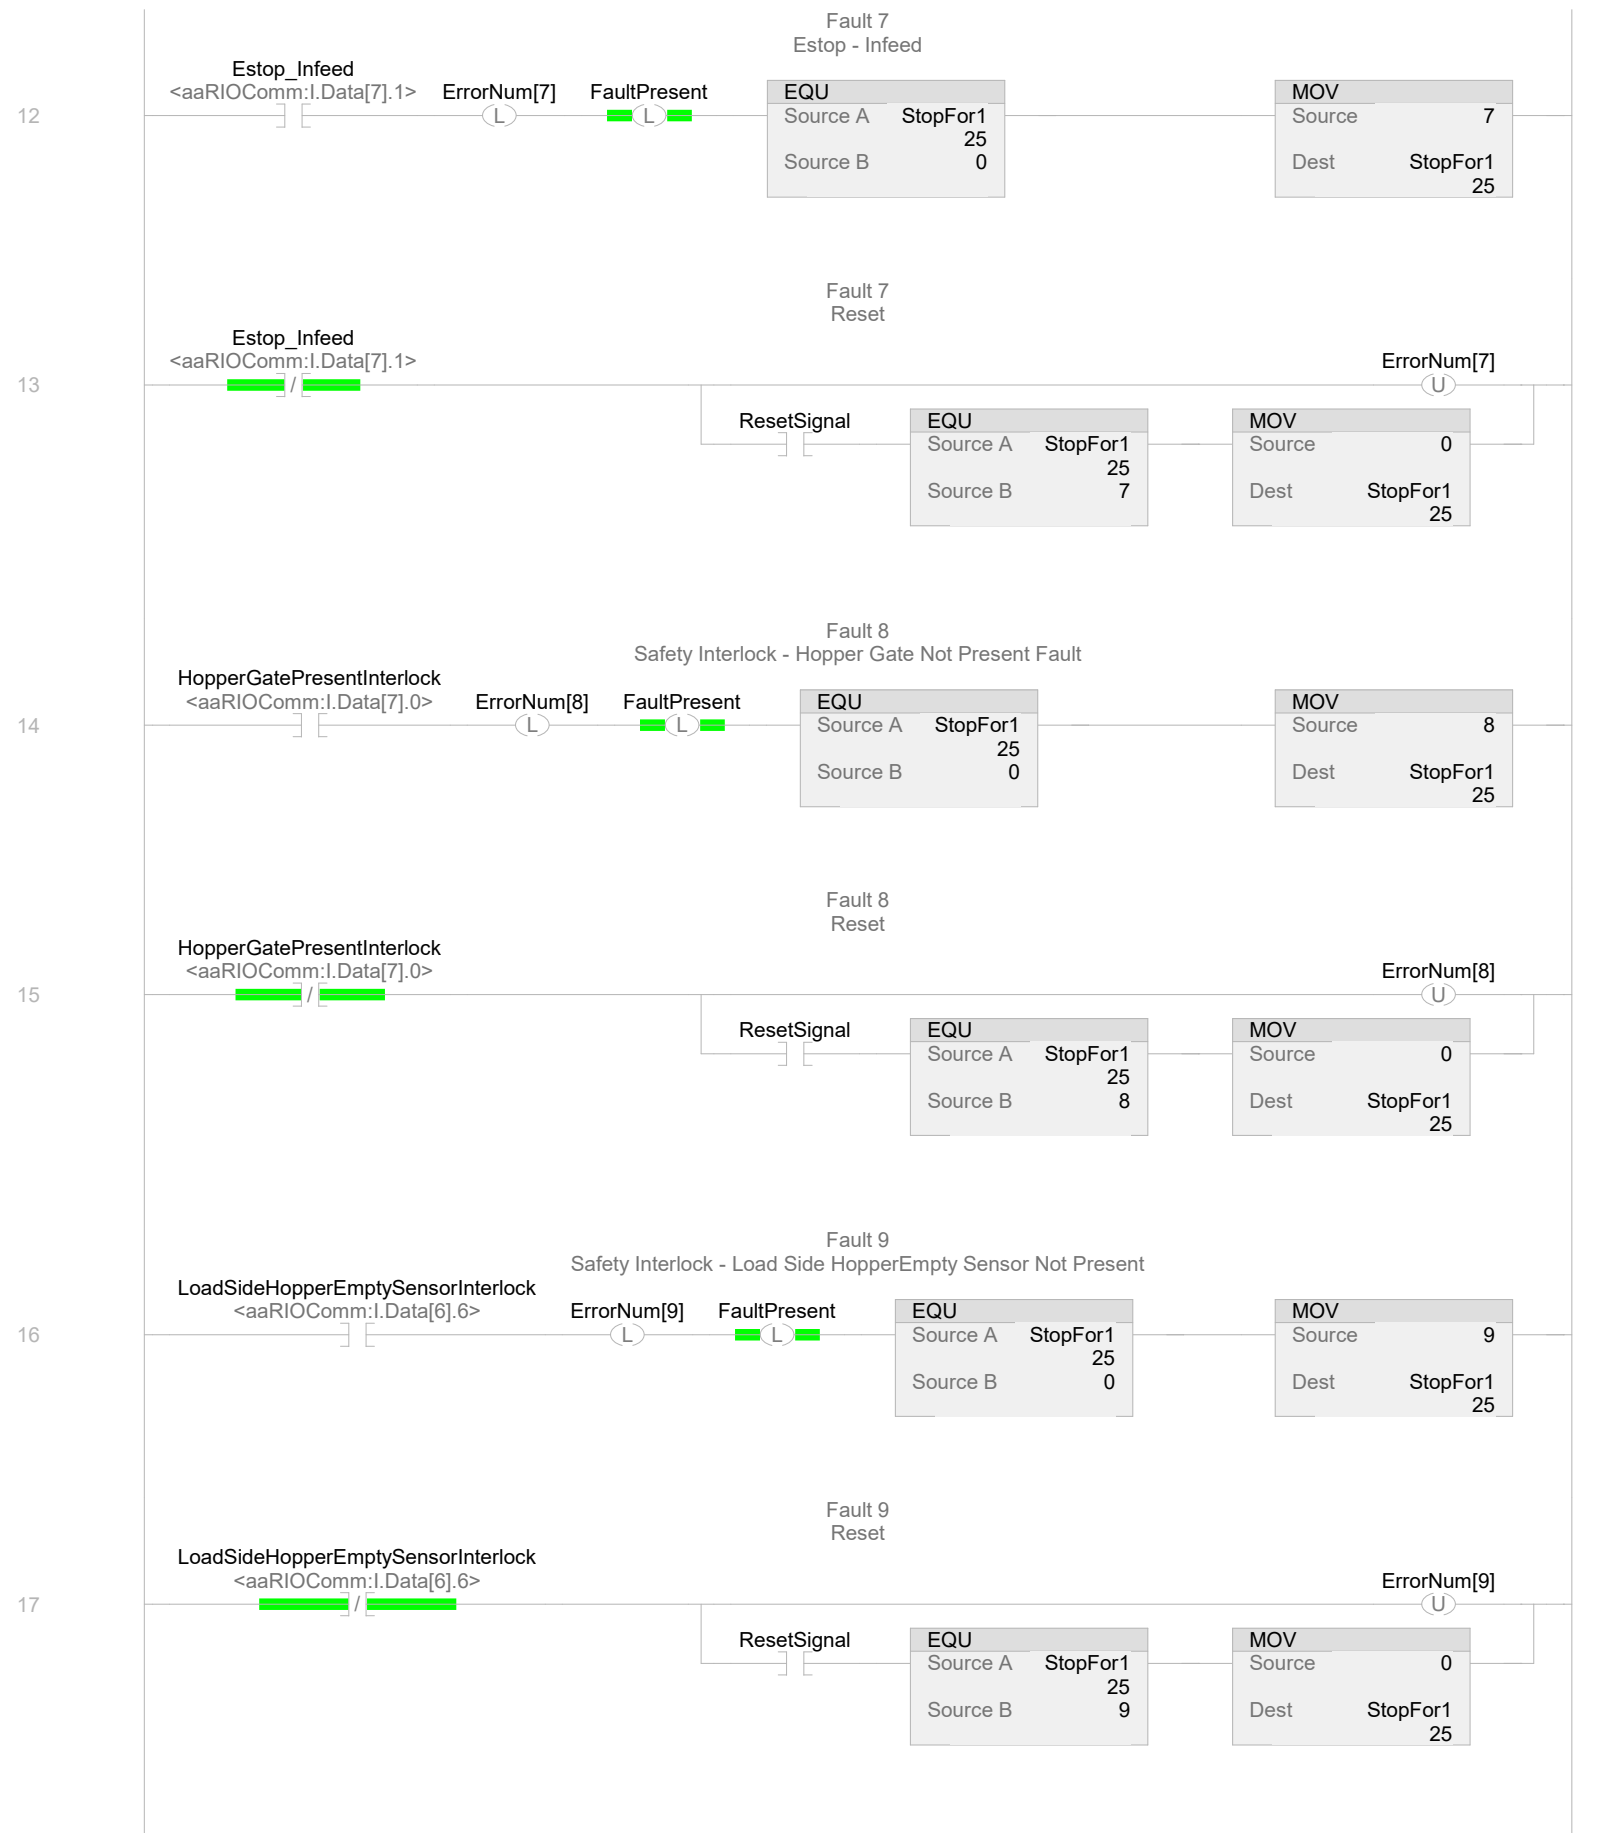 Fault 7
Estop - Infeed
Estop_Infeed
<aaRIOComm:I.Data[7].1>
ErrorNum[7]
FaultPresent
12
L
L
EQU
Source A StopFor1
25
Source B 0
MOV
Source 7
Dest StopFor1
25
Fault 7
Reset
Estop_Infeed
<aaRIOComm:I.Data[7].1>
ErrorNum[7]
13
/
U
ResetSignal
EQU
Source A StopFor1
25
Source B 7
MOV
Source 0
Dest StopFor1
25
Fault 8
Safety Interlock - Hopper Gate Not Present Fault
HopperGatePresentInterlock
<aaRIOComm:I.Data[7].0>
ErrorNum[8]
FaultPresent
14
L
L
EQU
Source A StopFor1
25
Source B 0
MOV
Source 8
Dest StopFor1
25
Fault 8
Reset
HopperGatePresentInterlock
<aaRIOComm:I.Data[7].0>
ErrorNum[8]
15
/
U
ResetSignal
EQU
Source A StopFor1
25
Source B 8
MOV
Source 0
Dest StopFor1
25
Fault 9
Safety Interlock - Load Side HopperEmpty Sensor Not Present
LoadSideHopperEmptySensorInterlock
<aaRIOComm:I.Data[6].6>
ErrorNum[9]
FaultPresent
16
L
L
EQU
Source A StopFor1
25
Source B 0
MOV
Source 9
Dest StopFor1
25
Fault 9
Reset
LoadSideHopperEmptySensorInterlock
<aaRIOComm:I.Data[6].6>
ErrorNum[9]
17
/
U
ResetSignal
EQU
Source A StopFor1
25
Source B 9
MOV
Source 0
Dest StopFor1
25